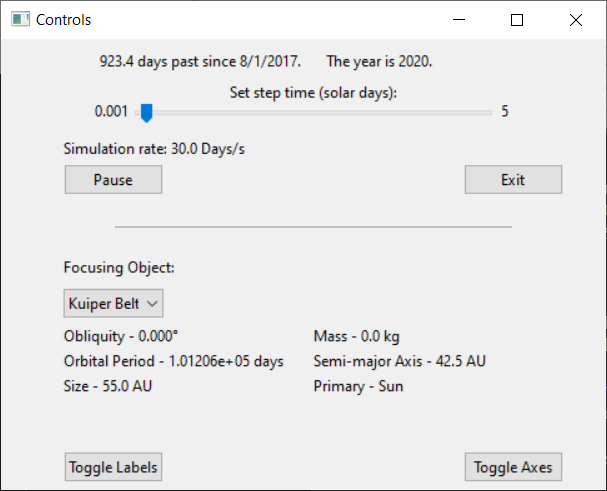 Controls
923.4 days past since 8/1/2017. The year is 2020.
Set step time (solar days):
0.001 5
Simulation rate: 30.0 Days/s
Pause Exit
Focusing Object:
Kuiper Belt
Obliquity - 0.000° Mass - 0.0 kg
Orbital Period - 1.01206e+05 days Semi-major Axis - 42.5 AU
Size - 55.0 AU Primary - Sun
Toggle Labels Toggle Axes